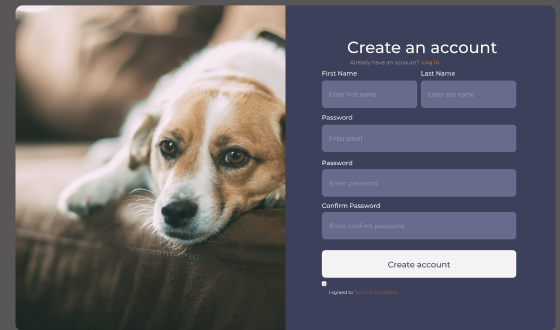 Create an account
Already have an account? Log in
First Name Last Name
Enter first name Enter last name
Password
Enter email
Password
Enter password
Confirm Password
Enter confirm password
Create account
I agreed to